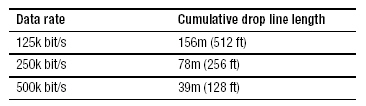 Data rate Cumulative drop line length
125k bit/s 156m (512 ft)
250k bit/s 78m (256 ft)
500k bit/s 39m (128 ft)